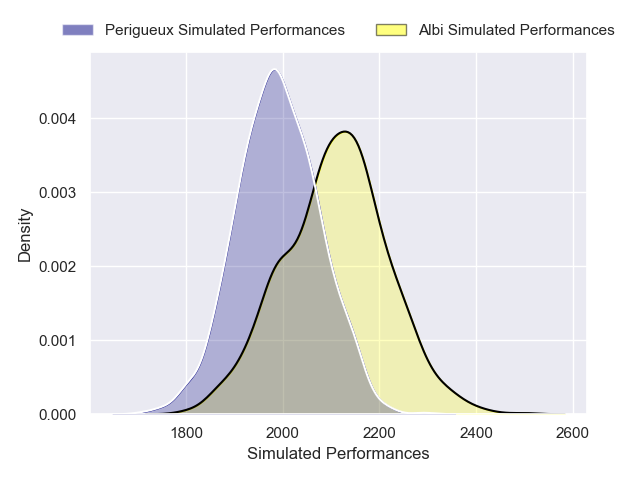 Perigueux Simulated Performances
Albi Simulated Performances
0.004
0.003
0.002
0.001
0.000
Density
1800 2000 2200 2400 2600
Simulated Performances